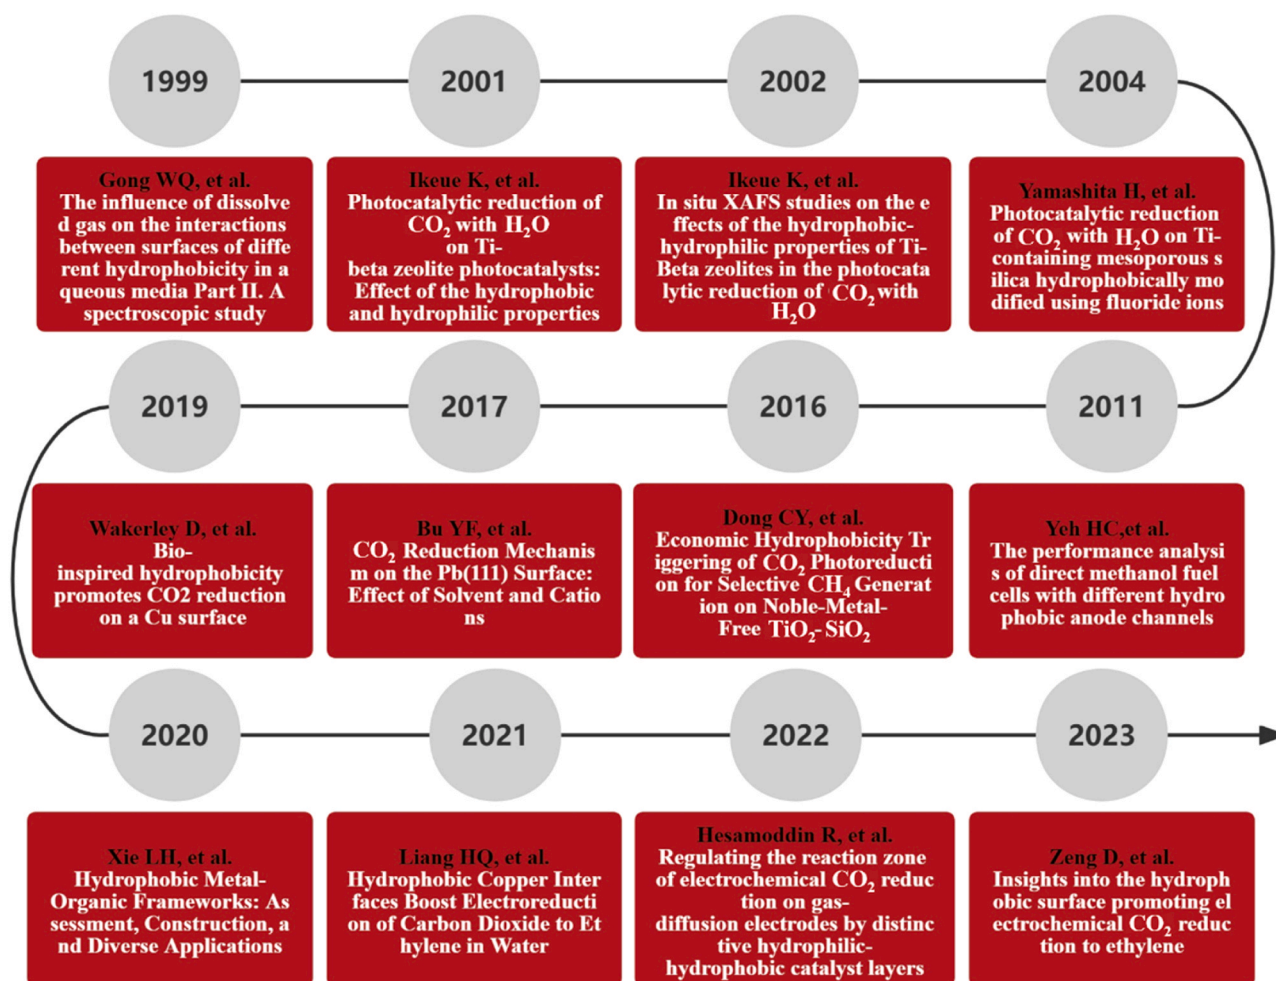 1999
2001
2002
2004
Gong WQ, et al.
The influence of dissolve
d gas on the interactions
between surfaces of diffe
rent hydrophobicity in a
queous media Part II. A
spectroscopic study
Ikeue K, et al.
Photocatalytic reduction of
CO₂ with H₂O
on Ti-
beta zeolite photocatalysts:
Effect of the hydrophobic
and hydrophilic properties
Ikeue K, et al.
In situ XAFS studies on the e
ffects of the hydrophobic-
hydrophilic properties of Ti-
Beta zeolites in the photocata
lytic reduction of CO₂ with
H₂O
Yamashita H, et al.
Photocatalytic reduction
of CO₂ with H₂O on Ti-
containing mesoporous s
ilica hydrophobically mo
dified using fluoride ions
2019
2017
2016
2011
Wakerley D, et al.
Bio-
inspired hydrophobicity
promotes CO2 reduction
on a Cu surface
Bu YF, et al.
CO₂ Reduction Mechanis
m on the Pb(111) Surface:
Effect of Solvent and Catio
ns
Dong CY, et al.
Economic Hydrophobicity Tr
iggering of CO₂ Photoreducti
on for Selective CH₄ Generat
ion on Noble-Metal-
Free TiO₂-SiO₂
Yeh HC,et al.
The performance analysi
s of direct methanol fuel
cells with different hydro
phobic anode channels
2020
2021
2022
2023
Xie LH, et al.
Hydrophobic Metal-
Organic Frameworks: As
sessment, Construction, a
nd Diverse Applications
Liang HQ, et al.
Hydrophobic Copper Inter
faces Boost Electroreducti
on of Carbon Dioxide to Et
hylene in Water
Hesamoddin R, et al.
Regulating the reaction zone
of electrochemical CO₂ reduc
tion on gas-
diffusion electrodes by distinc
tive hydrophilic-
hydrophobic catalyst layers
Zeng D, et al.
Insights into the hydroph
obic surface promoting el
ectrochemical CO₂ reduc
tion to ethylene